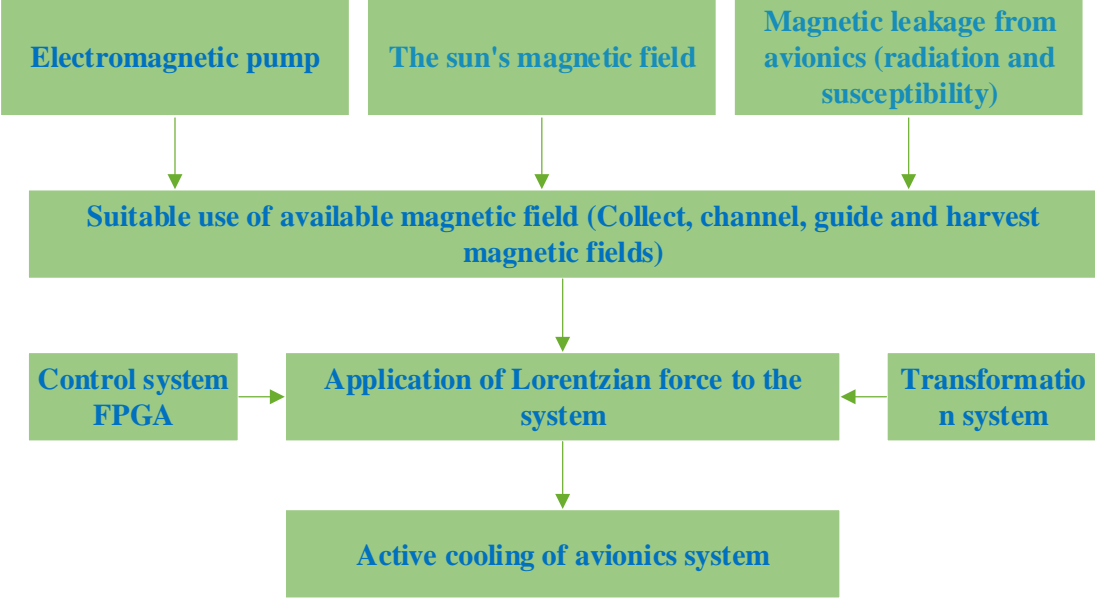 Electromagnetic pump
The sun's magnetic field
Magnetic leakage from
avionics (radiation and
susceptibility)
Suitable use of available magnetic field (Collect, channel, guide and harvest
magnetic fields)
Control system
FPGA
Application of Lorentzian force to the
system
Transformatio
n system
Active cooling of avionics system